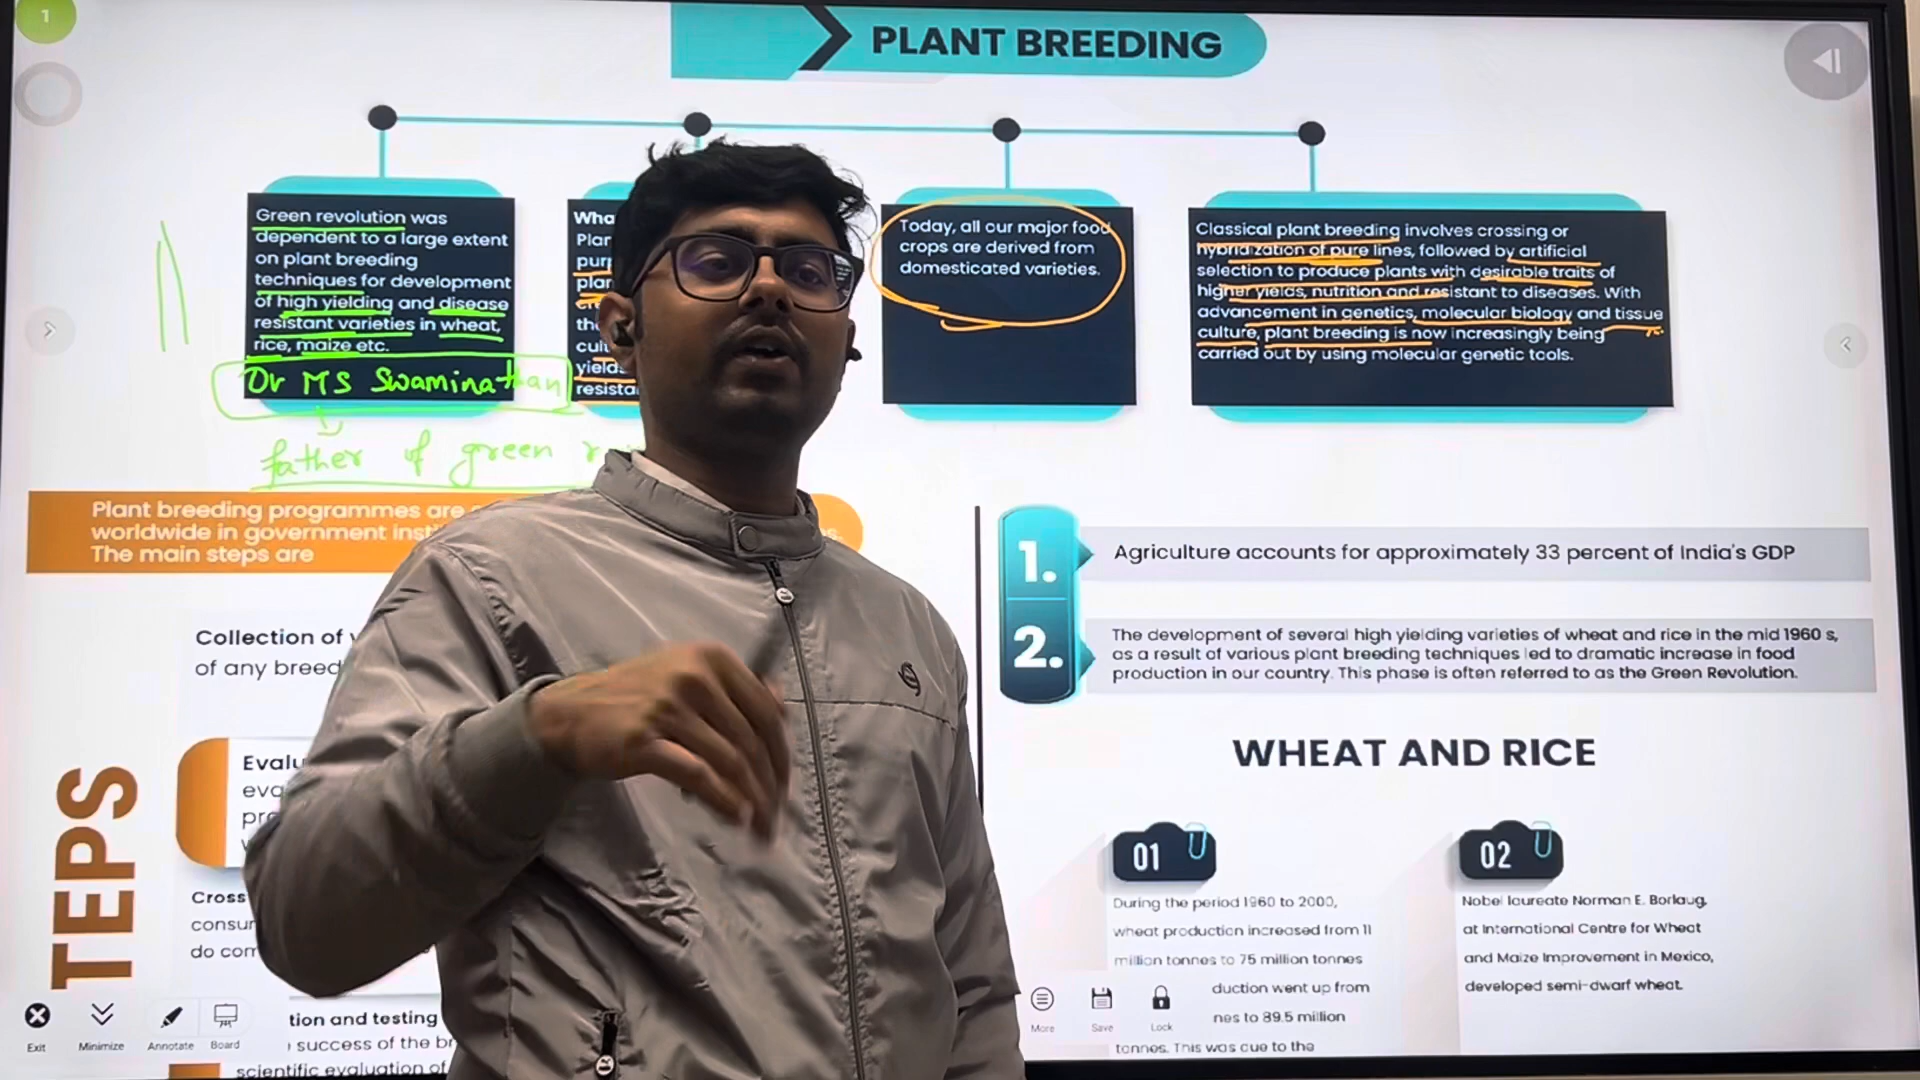 1
PLANT BREEDING
Green revolution was
dependent to a large extent
on plant breeding
techniques for development
of high yielding and disease
resistant varieties in wheat,
rice, maize etc.
Dr MS Swaminathan
father of green
Wha
Plan
purp
plan
cre
the
cult
yields
resista
Today, all our major food
crops are derived from
domesticated varieties.
Classical plant breeding involves crossing or
hybridization of pure lines, followed by artificial
selection to produce plants with desirable traits of
higher yields, nutrition and resistant to diseases. With
advancement in genetics, molecular biology and tissue
culture, plant breeding is now increasingly being
carried out by using molecular genetic tools.
Plant breeding programmes are
worldwide in government inst
The main steps are
TEPS
Collection of
of any breed
Evalu
eva
pro
Cross
consum
do com
tion and testing
success of the br
scientific evaluation of
1.
Agriculture accounts for approximately 33 percent of India's GDP
2.
The development of several high yielding varieties of wheat and rice in the mid 1960 s,
as a result of various plant breeding techniques led to dramatic increase in food
production in our country. This phase is often referred to as the Green Revolution.
WHEAT AND RICE
01
During the period 1960 to 2000,
wheat production increased from 11
million tonnes to 75 million tonnes
duction went up from
nes to 89.5 million
tonnes. This was due to the
02
Nobel laureate Norman E. Borlaug,
at International Centre for Wheat
and Maize Improvement in Mexico,
developed semi-dwarf wheat.
Exit
Minimize
Annotate
Board
More
Save
Lock